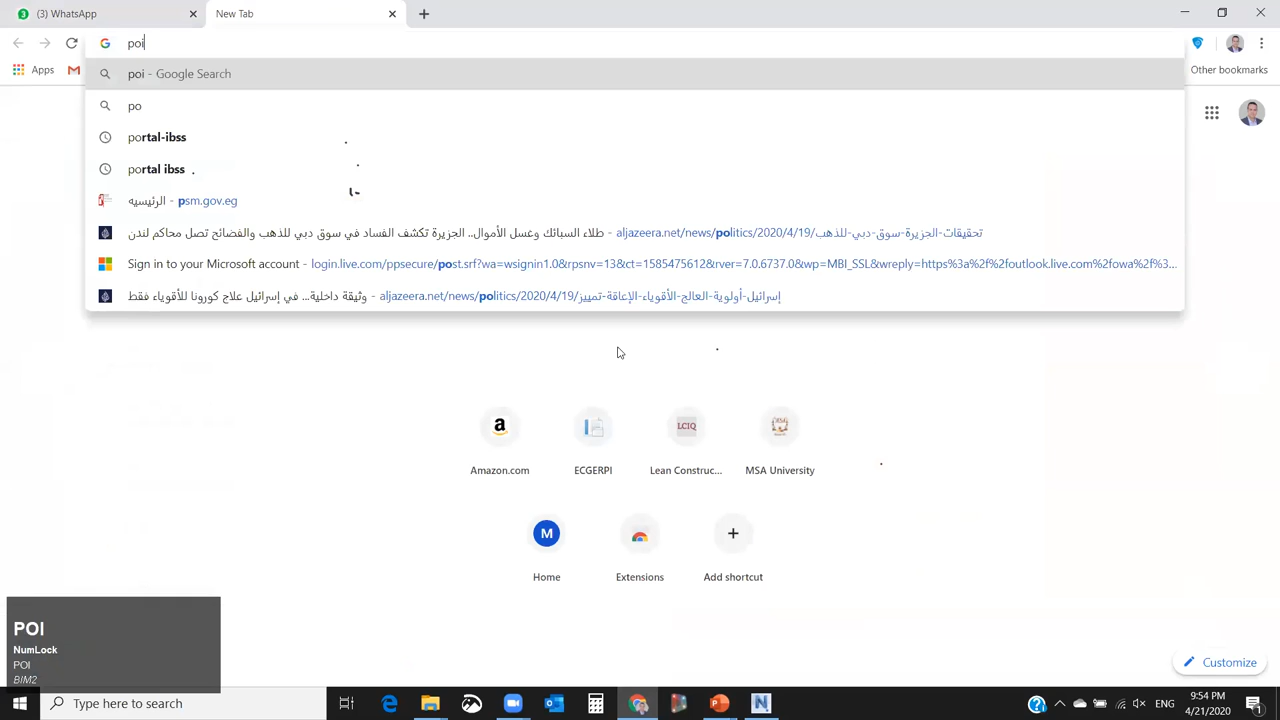 (3) WhatsApp
New Tab
poi
Apps
Other bookmarks
poi - Google Search
po
portal-ibss
portal ibss
الرئيسيه - psm.gov.eg
طلاء السبائك وغسل الأموال.. الجزيرة تكشف الفساد في سوق دبي للذهب والفضائح تصل محاكم لندن - aljazeera.net/news/politics/2020/4/19/تحقيقات-الجزيرة-سوق-دبي-للذهب
Sign in to your Microsoft account - login.live.com/ppsecure/post.srf?wa=wsignin1.0&rpsnv=13&ct=1585475612&rver=7.0.6737.0&wp=MBI_SSL&wreply=https%3a%2f%2foutlook.live.com%2fowa%2f%3...
وثيقة داخلية... في إسرائيل علاج كورونا للأقوياء فقط - aljazeera.net/news/politics/2020/4/19/إسرائيل-أولوية-العالج-الأقوياء-الإعاقة-تمييز
Amazon.com
ECGERPI
Lean Construc...
MSA University
Home
Extensions
Add shortcut
POI
NumLock
POI
BIM2
Customize
Type here to search
ENG
9:54 PM
4/21/2020